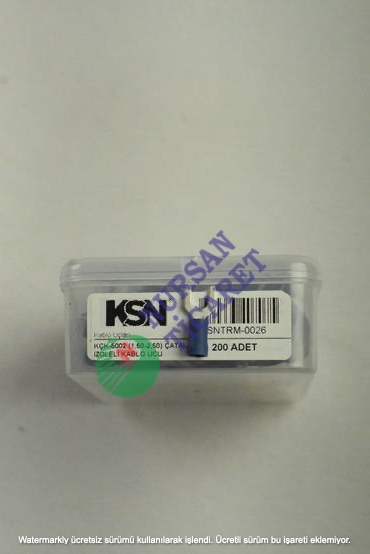 KSN
Kablo Uçları
SNTRM-0026
KÇK-5002 (1,50-2,50) ÇATAL
200 ADET
İZOLELİ KABLO UCU
NURSAN
TİCARET
Watermarkly ücretsiz sürümü kullanılarak işlendi. Ücretli sürüm bu işareti eklemiyor.